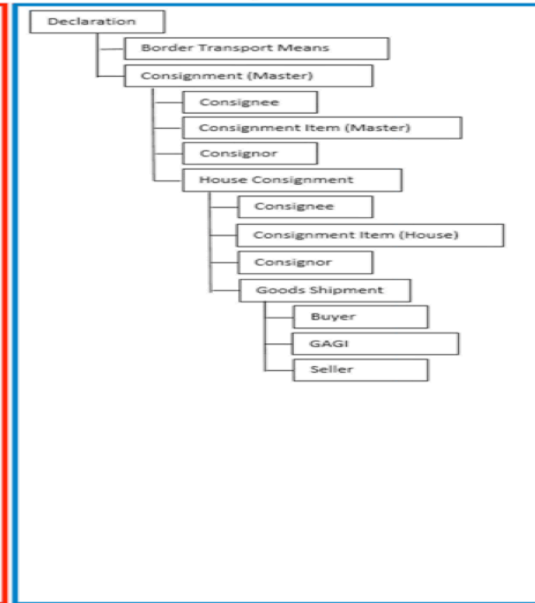 Declaration
Border Transport Means
Consignment (Master)
Consignee
Consignment Item (Master)
Consignor
House Consignment
Consignee
Consignment Item (House)
Consignor
Goods Shipment
Buyer
GAGI
Seller